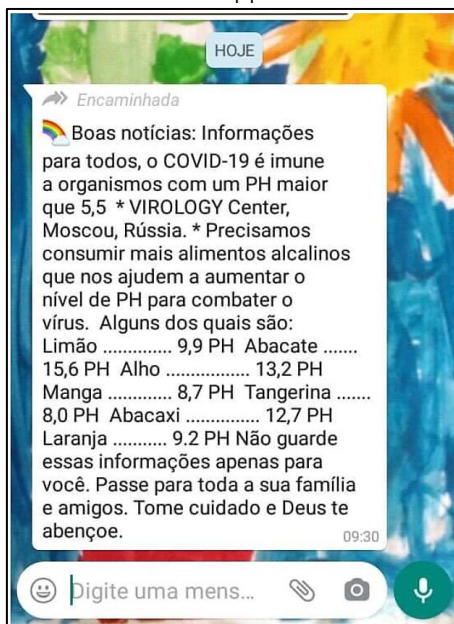 HOJE
Encaminhada
Boas notícias: Informações
para todos, o COVID-19 é imune
a organismos com um PH maior
que 5,5 * VIROLOGY Center,
Moscou, Rússia. * Precisamos
consumir mais alimentos alcalinos
que nos ajudem a aumentar o
nível de PH para combater o
vírus.  Alguns dos quais são:
Limão .............. 9,9 PH  Abacate .......
15,6 PH  Alho ................. 13,2 PH
Manga ............. 8,7 PH  Tangerina .......
8,0 PH  Abacaxi ............... 12,7 PH
Laranja ........... 9.2 PH Não guarde
essas informações apenas para
você. Passe para toda a sua família
e amigos. Tome cuidado e Deus te
abençoe.
09:30
Digite uma mens...